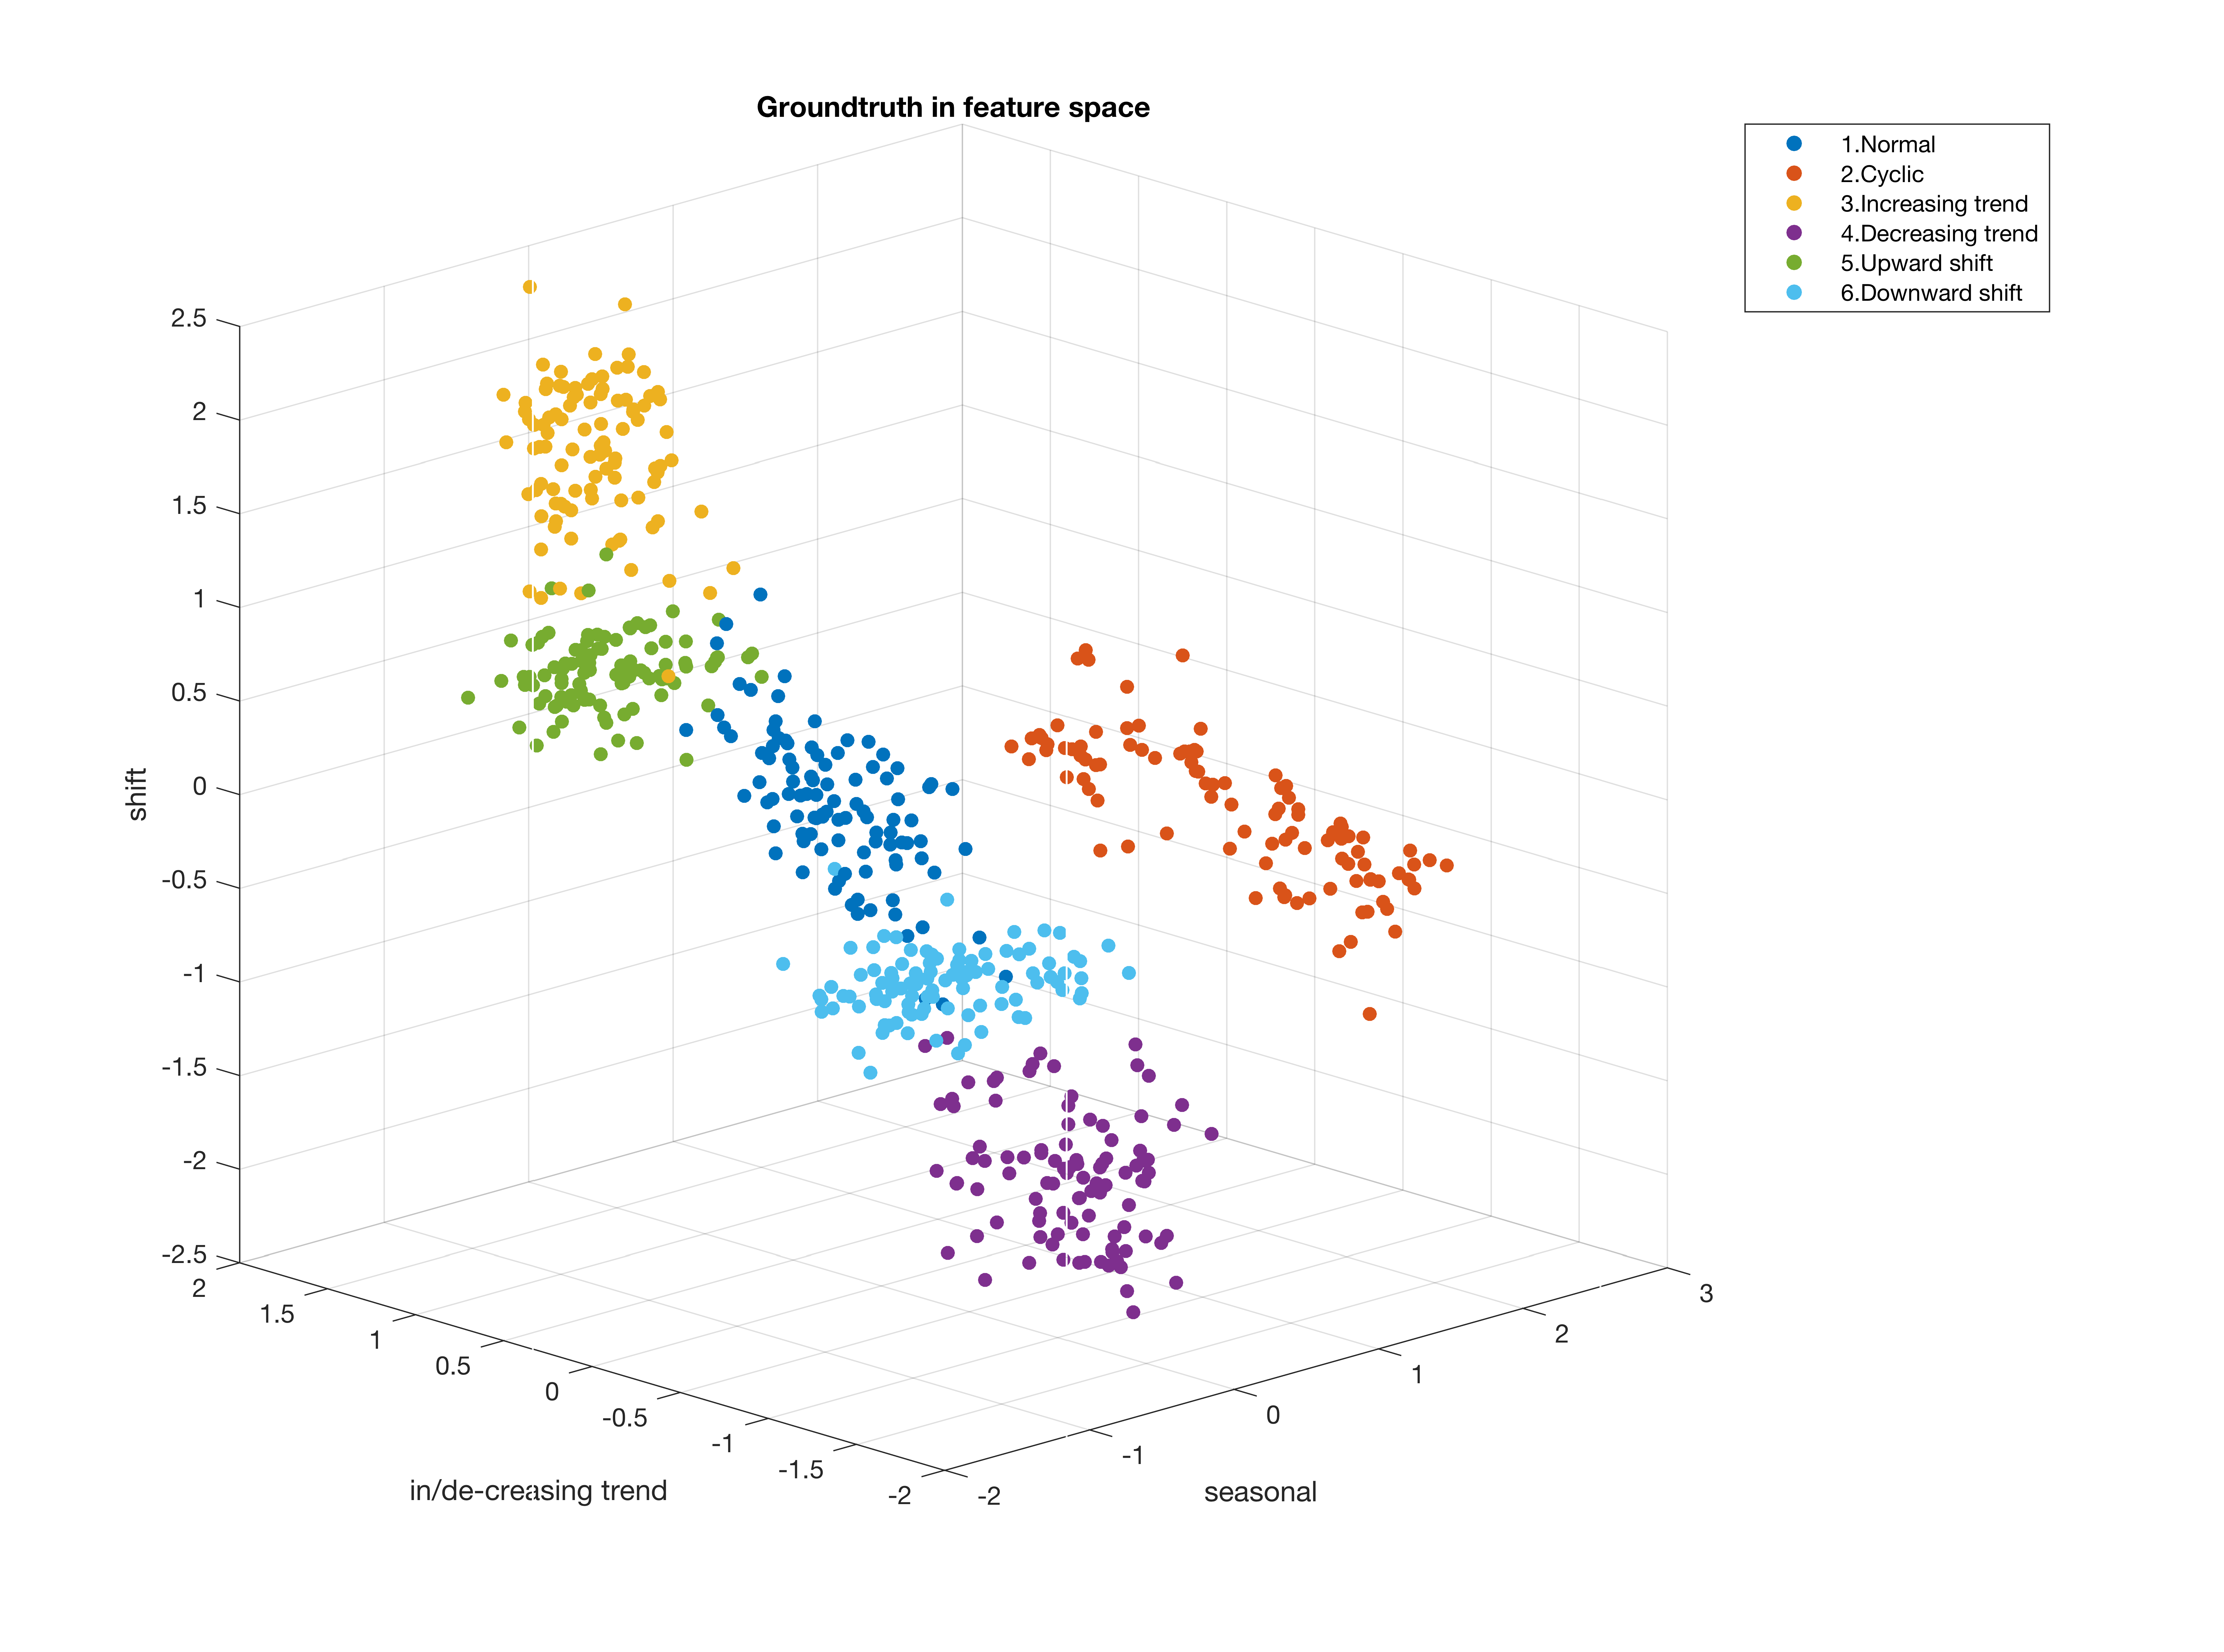 Groundtruth in feature space
1.Normal
2.Cyclic
3.Increasing trend
4.Decreasing trend
5.Upward shift
6.Downward shift
2.5
2
1.5
1
0.5
0
-0.5
-1
-1.5
-2
-2.5
shift
2
1.5
1
0.5
0
-0.5
-1
-1.5
-2
in/de-creasing trend
-2
-1
0
1
2
3
seasonal